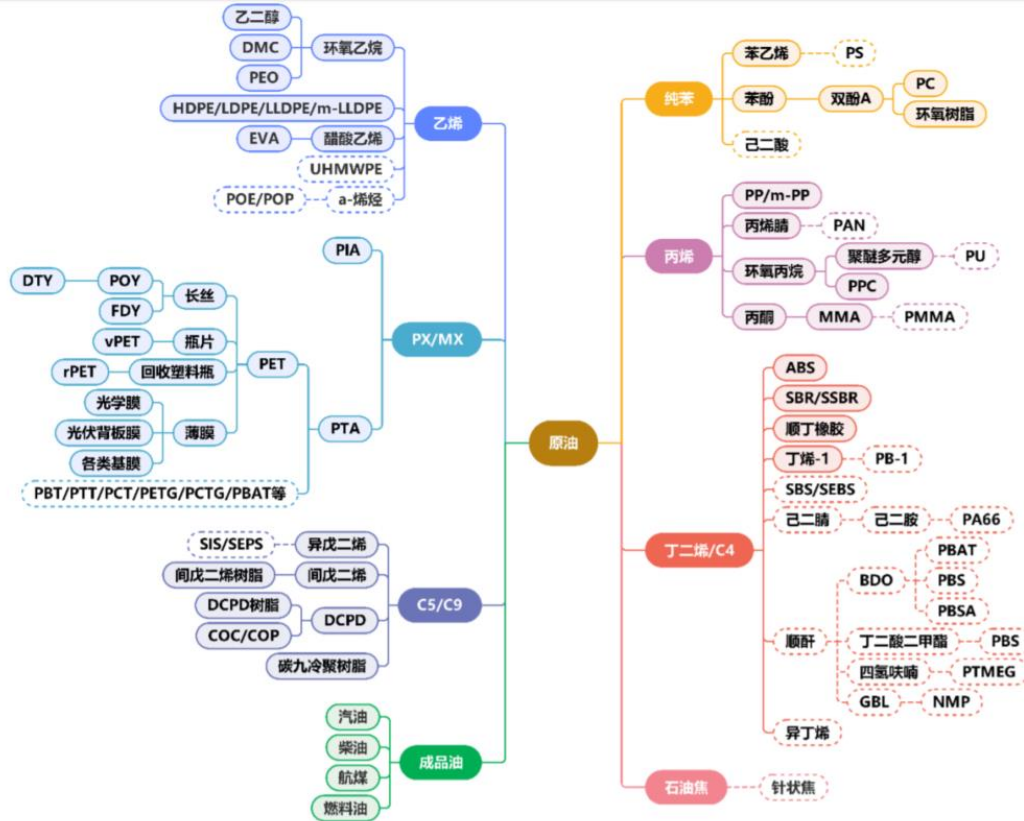 原油
乙烯
环氧乙烷
乙二醇
DMC
PEO
HDPE/LDPE/LLDPE/m-LLDPE
醋酸乙烯
EVA
UHMWPE
a-烯烃
POE/POP
PX/MX
PIA
PTA
PET
长丝
POY
DTY
FDY
瓶片
vPET
回收塑料瓶
rPET
薄膜
光学膜
光伏背板膜
各类基膜
PBT/PTT/PCT/PETG/PCTG/PBAT等
C5/C9
异戊二烯
SIS/SEPS
间戊二烯
间戊二烯树脂
DCPD
DCPD树脂
COC/COP
碳九冷聚树脂
成品油
汽油
柴油
航煤
燃料油
纯苯
苯乙烯
PS
苯酚
双酚A
PC
环氧树脂
己二酸
丙烯
PP/m-PP
丙烯腈
PAN
环氧丙烷
聚醚多元醇
PU
PPC
丙酮
MMA
PMMA
丁二烯/C4
ABS
SBR/SSBR
顺丁橡胶
丁烯-1
PB-1
SBS/SEBS
己二腈
己二胺
PA66
顺酐
BDO
PBAT
PBS
PBSA
丁二酸二甲酯
PBS
四氢呋喃
PTMEG
GBL
NMP
异丁烯
石油焦
针状焦